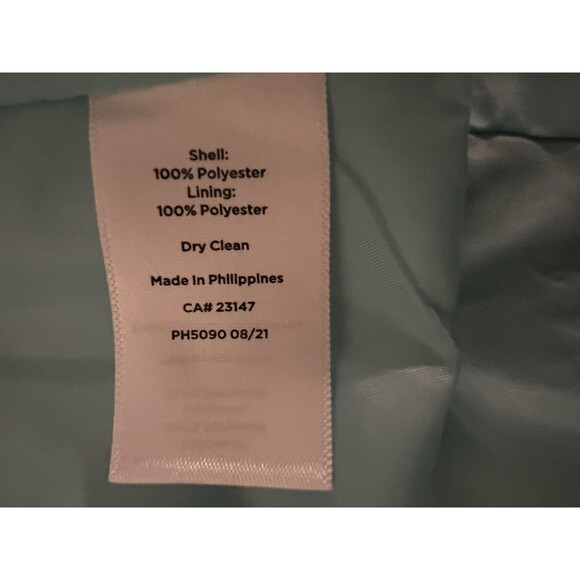 Shell:
100% Polyester
Lining:
100% Polyester
Dry Clean
Made in Philippines
CA# 23147
PH5090 08/21